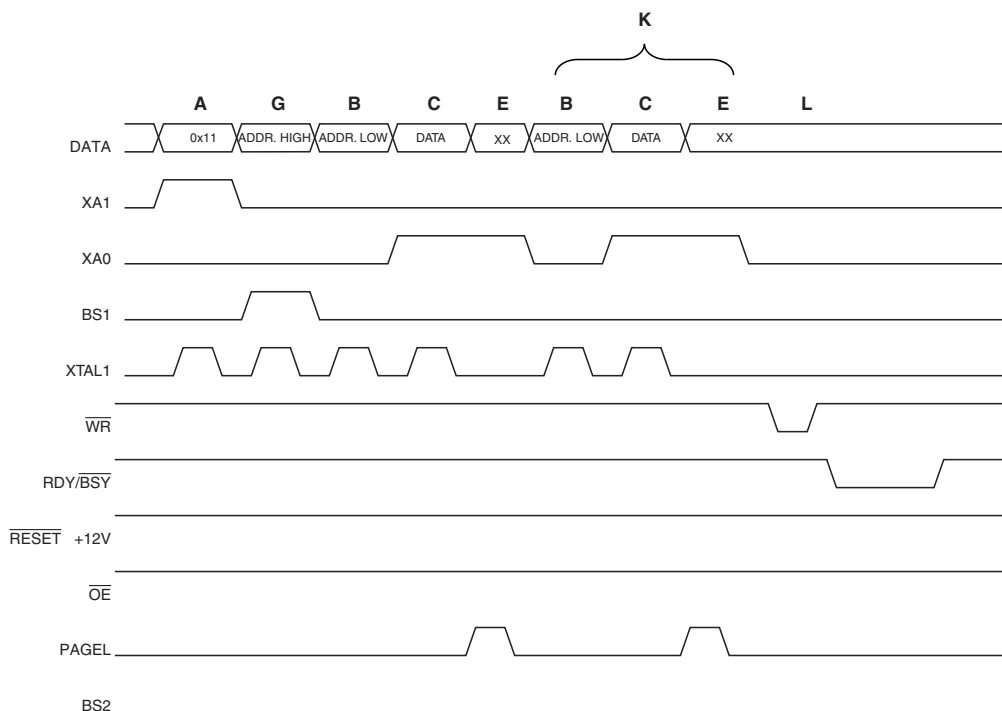 K
A G B C E B C E L
DATA 0x11 ADDR. HIGH ADDR. LOW DATA XX ADDR. LOW DATA XX
XA1
XA0
BS1
XTAL1
WR
RDY/BSY
RESET +12V
OE
PAGEL
BS2